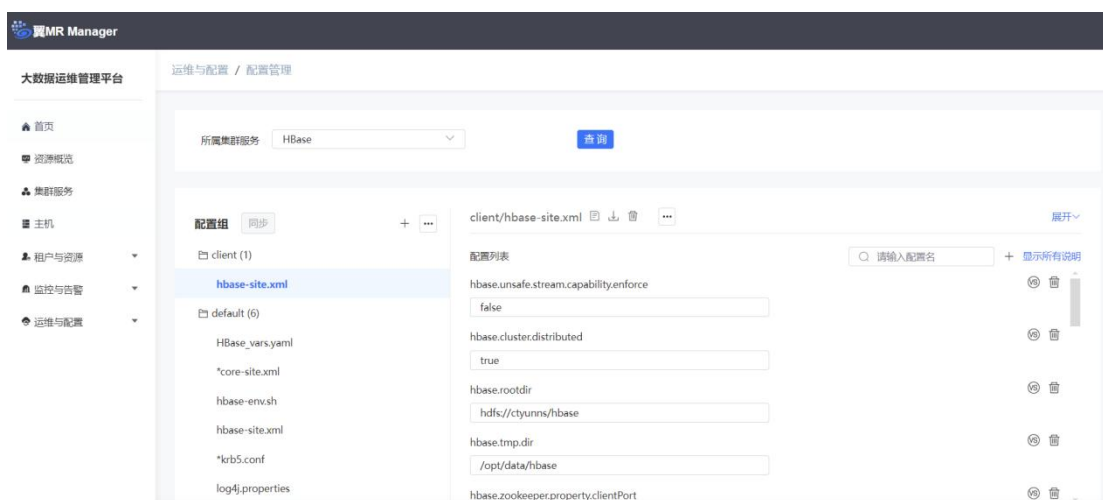 翼MR Manager
大数据运维管理平台
首页
资源概览
集群服务
主机
租户与资源
监控与告警
运维与配置
运维与配置 / 配置管理
所属集群服务 HBase 查询
配置组 同步
client (1)
hbase-site.xml
default (6)
HBase_vars.yaml
*core-site.xml
hbase-env.sh
hbase-site.xml
*krb5.conf
log4j.properties
client/hbase-site.xml 展开
配置列表 请输入配置名 显示所有说明
hbase.unsafe.stream.capability.enforce VS
false
hbase.cluster.distributed VS
true
hbase.rootdir VS
hdfs://ctyunns/hbase
hbase.tmp.dir VS
/opt/data/hbase
hbase.zookeeper.property.clientPort VS